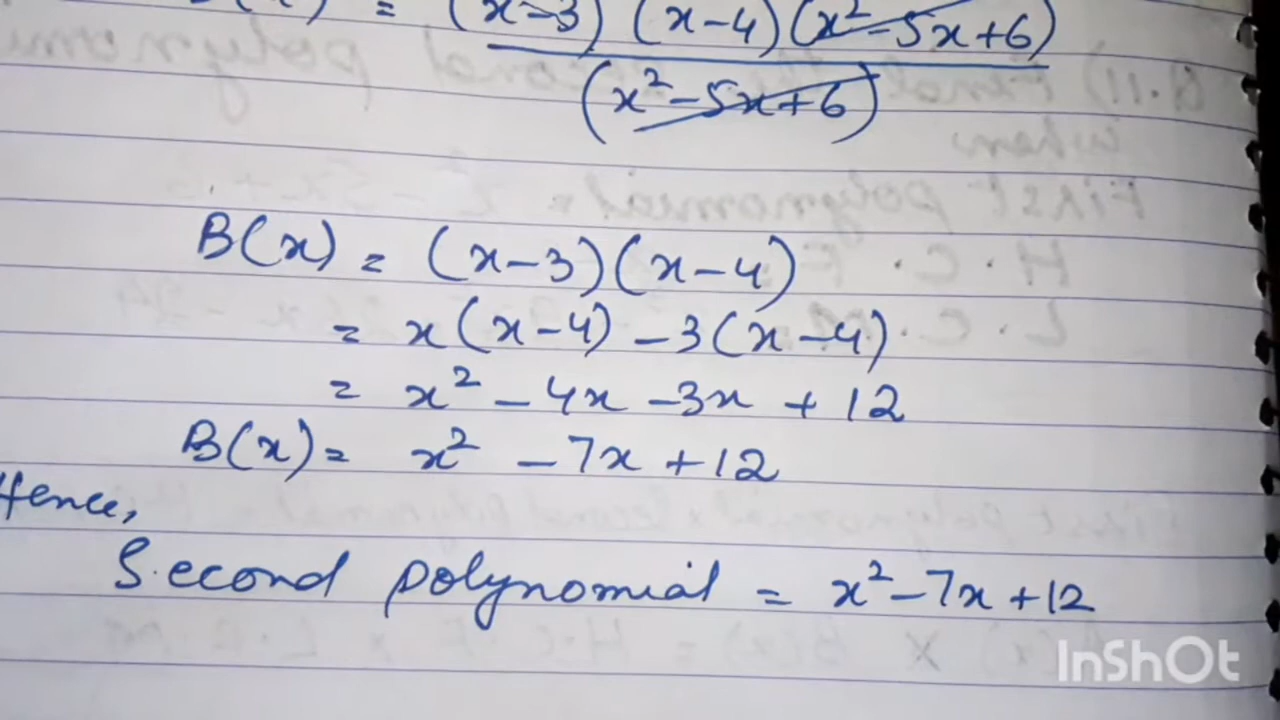 B(x) = (x-3) (x-4) (x²-5x+6)
(x²-5x+6)
B(x) = (x-3)(x-4)
= x(x-4) -3(x-4)
= x² - 4x -3x + 12
B(x) = x² - 7x + 12
Hence,
Second polynomial = x²-7x+12
InShOt